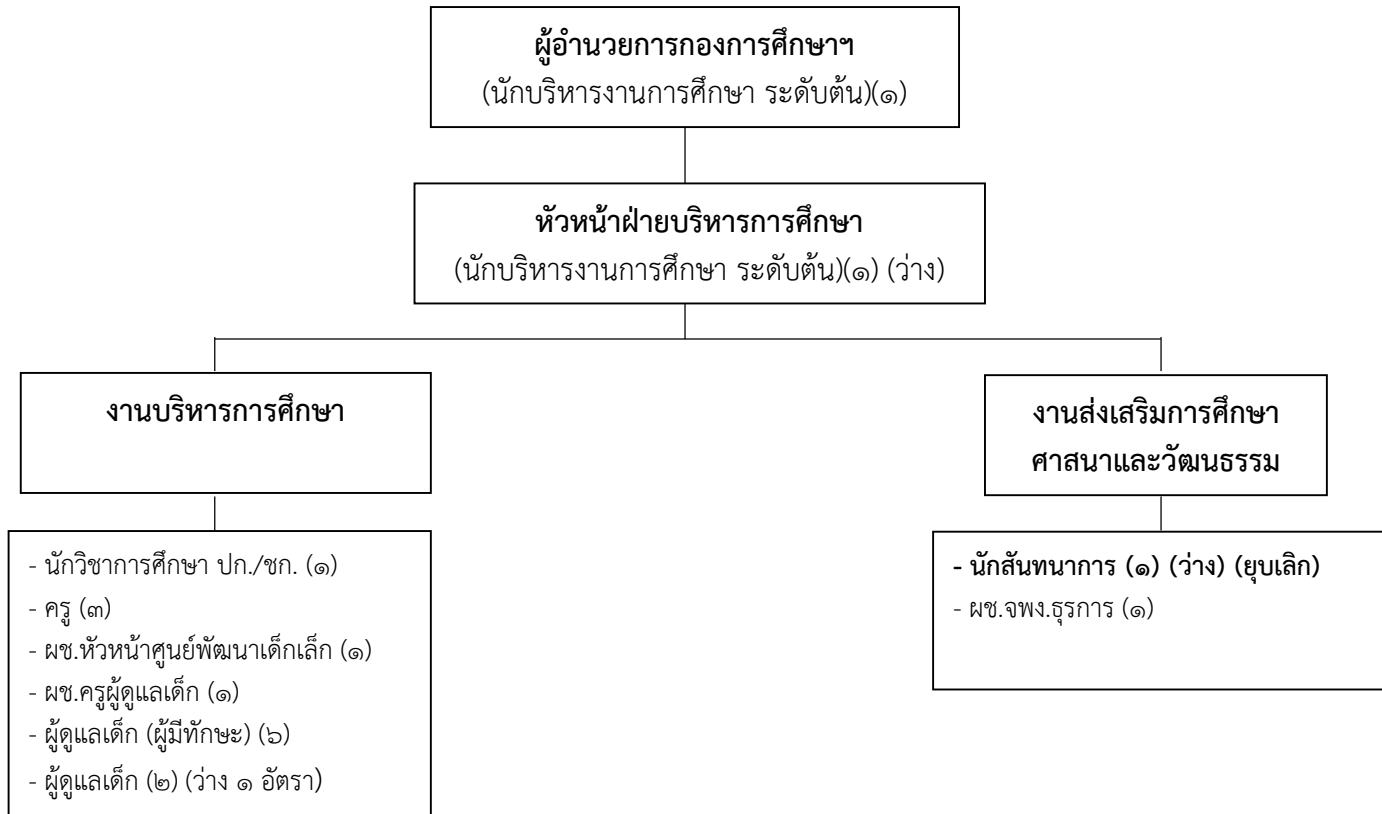 ผู้อำนวยการกองการศึกษาฯ
(นักบริหารงานการศึกษา ระดับต้น)(๑)
หัวหน้าฝ่ายบริหารการศึกษา
(นักบริหารงานการศึกษา ระดับต้น)(๑) (ว่าง)
งานบริหารการศึกษา
งานส่งเสริมการศึกษา
ศาสนาและวัฒนธรรม
- นักวิชาการศึกษา ปก./ชก. (๑)
- ครู (๓)
- ผช.หัวหน้าศูนย์พัฒนาเด็กเล็ก (๑)
- ผช.ครูผู้ดูแลเด็ก (๑)
- ผู้ดูแลเด็ก (ผู้มีทักษะ) (๖)
- ผู้ดูแลเด็ก (๒) (ว่าง ๑ อัตรา)
- นักสันทนาการ (๑) (ว่าง) (ยุบเลิก)
- ผช.จพง.ธุรการ (๑)